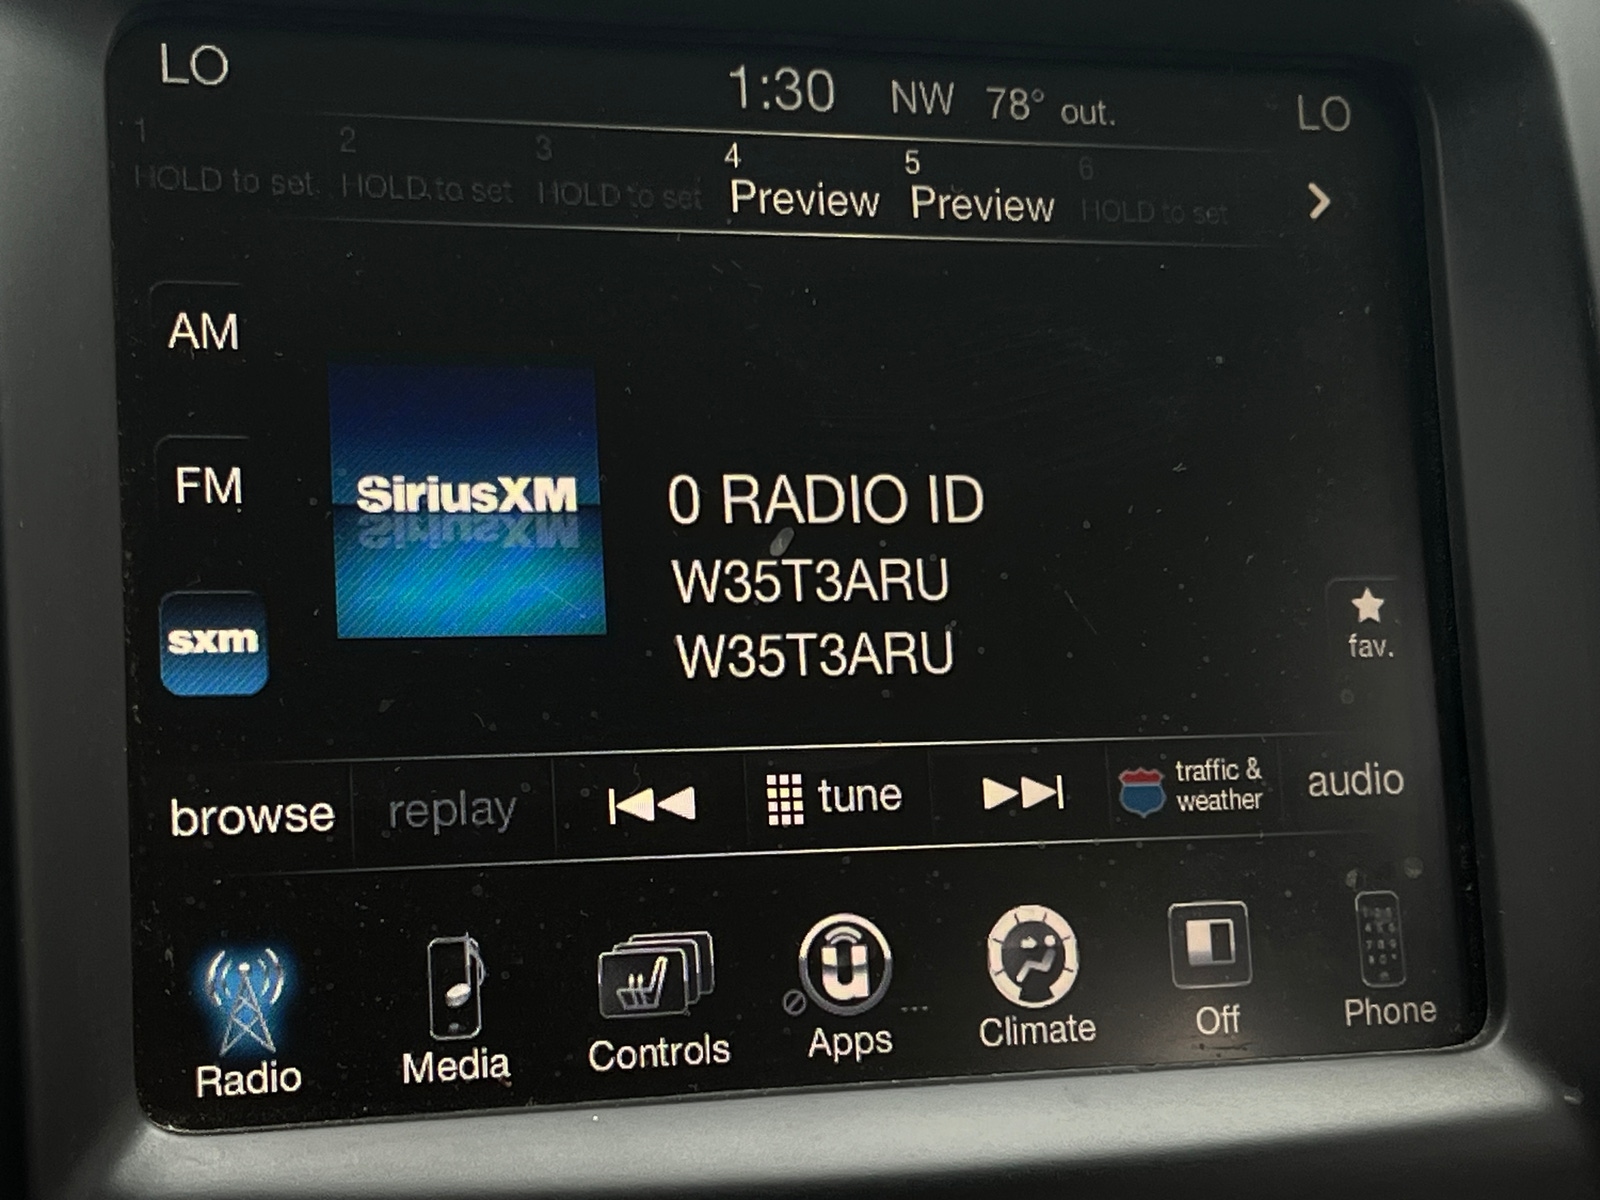 LO
1:30 NW 78° out.
LO
1 2 3 4 5 6
HOLD to set HOLD to set HOLD to set Preview Preview HOLD to set
AM
FM
sxm
SiriusXM
0 RADIO ID
W35T3ARU
W35T3ARU
fav.
browse replay tune traffic & weather audio
Radio Media Controls Apps Climate Off Phone